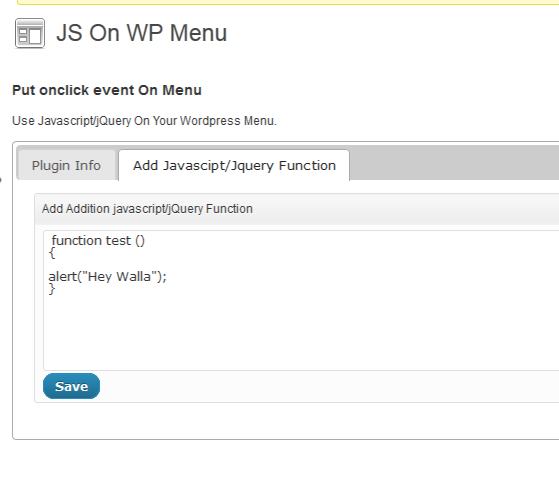 JS On WP Menu
Put onclick event On Menu
Use Javascript/jQuery On Your Wordpress Menu.
Plugin Info
Add Javascipt/Jquery Function
Add Addition javascript/jQuery Function
function test ()
{
alert("Hey Walla");
}
Save